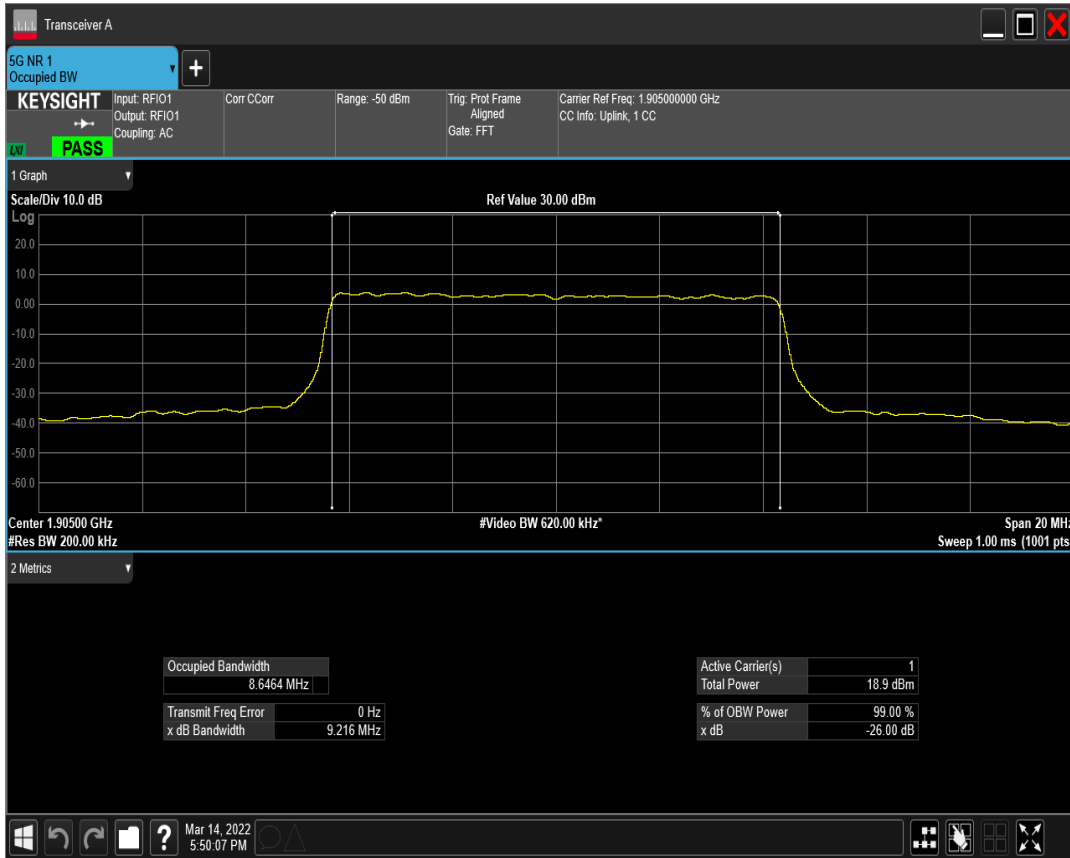 Transceiver A
5G NR 1
Occupied BW
KEYSIGHT
LXI
PASS
Input: RFIO1
Output: RFIO1
Coupling: AC
Corr CCorr
Range: -50 dBm
Trig: Prot Frame
Aligned
Gate: FFT
Carrier Ref Freq: 1.905000000 GHz
CC Info: Uplink, 1 CC
1 Graph
Scale/Div 10.0 dB
Ref Value 30.00 dBm
Log
20.0
10.0
0.00
-10.0
-20.0
-30.0
-40.0
-50.0
-60.0
Center 1.90500 GHz
#Video BW 620.00 kHz*
Span 20 MHz
#Res BW 200.00 kHz
Sweep 1.00 ms (1001 pts
2 Metrics
Occupied Bandwidth
8.6464 MHz
Transmit Freq Error 0 Hz
x dB Bandwidth 9.216 MHz
Active Carrier(s) 1
Total Power 18.9 dBm
% of OBW Power 99.00 %
x dB -26.00 dB
?
Mar 14, 2022
5:50:07 PM